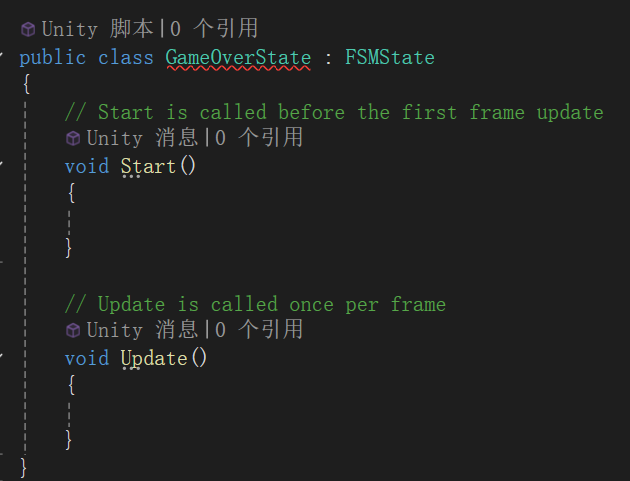 Unity 脚本|0 个引用
public class GameOverState : FSMState
{
// Start is called before the first frame update
Unity 消息|0 个引用
void Start()
{
}
// Update is called once per frame
Unity 消息|0 个引用
void Update()
{
}
}